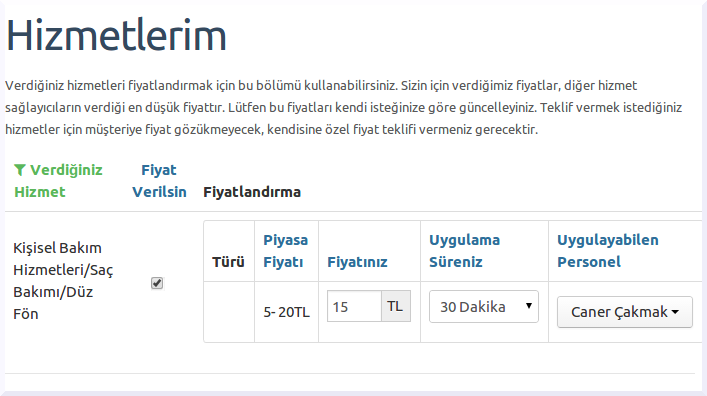 Hizmetlerim
Verdiğiniz hizmetleri fiyatlandırmak için bu bölümü kullanabilirsiniz. Sizin için verdiğimiz fiyatlar, diğer hizmet
sağlayıcıların verdiği en düşük fiyattır. Lütfen bu fiyatları kendi isteğinize göre güncelleyiniz. Teklif vermek istediğiniz
hizmetler için müşteriye fiyat gözükmeyecek, kendisine özel fiyat teklifi vermeniz gerecektir.
Verdiğiniz
Hizmet
Fiyat
Verilsin
Fiyatlandırma
Kişisel Bakım
Hizmetleri/Saç
Bakımı/Düz
Fön
Türü
Piyasa
Fiyatı
Fiyatınız
Uygulama
Süreniz
Uygulayabilen
Personel
5- 20TL
15 TL
30 Dakika
Caner Çakmak